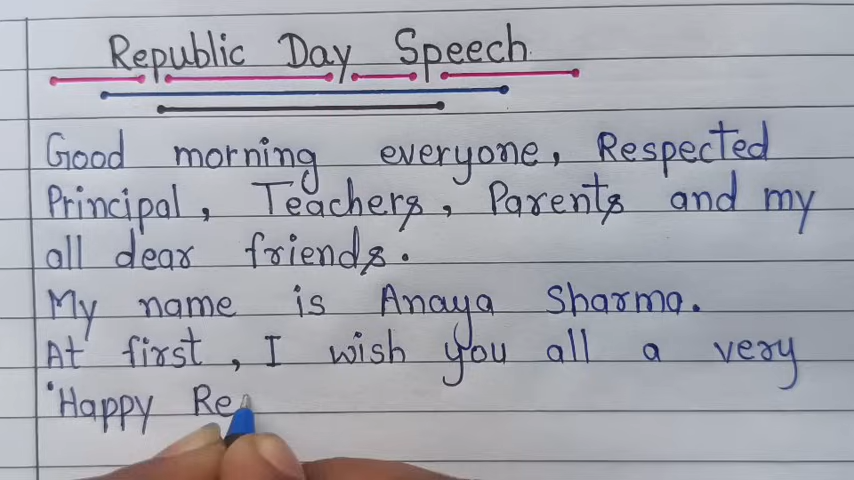 Republic Day Speech
Good morning everyone, Respected
Principal, Teachers, Parents and my
all dear friends.
My name is Anaya Sharma.
At first, I wish you all a very
'Happy Re